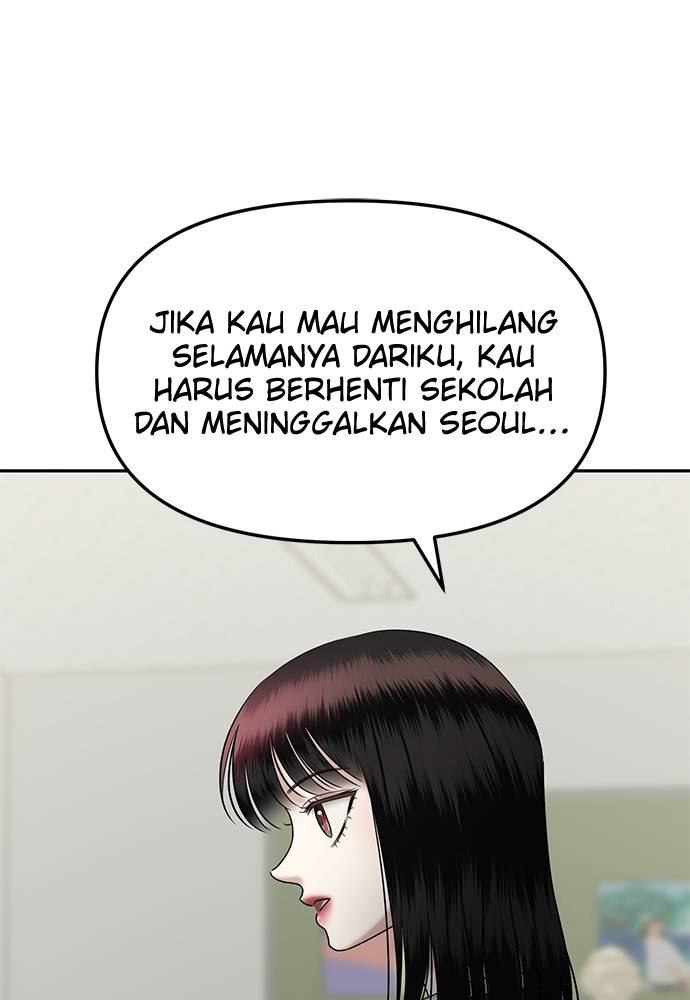 JIKA KAU MAU MENGHILANG
SELAMANYA DARIKU, KAU
HARUS BERHENTI SEKOLAH
DAN MENINGGALKAN SEOUL...